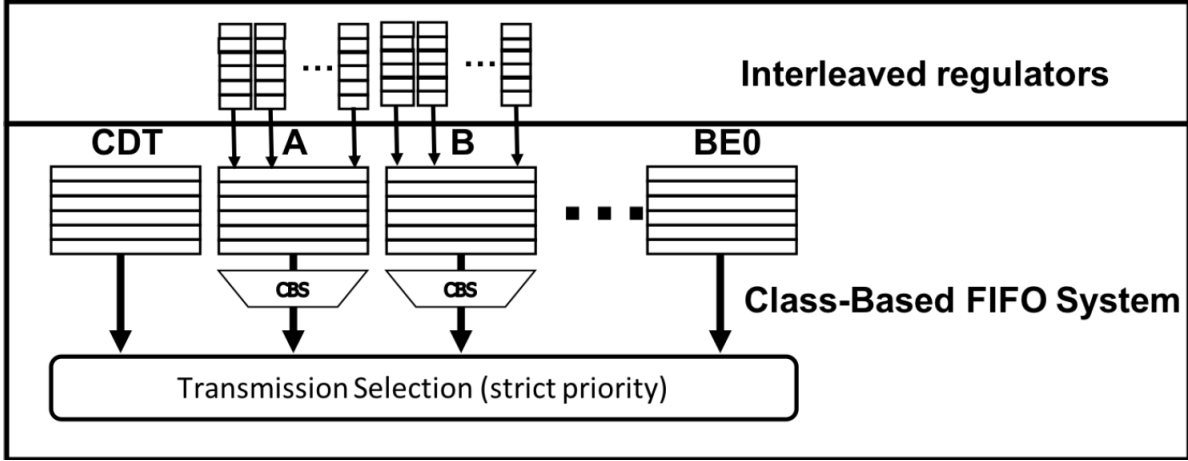 ...
...
Interleaved regulators
CDT
A
B
BE0
...
CBS
CBS
Class-Based FIFO System
Transmission Selection (strict priority)